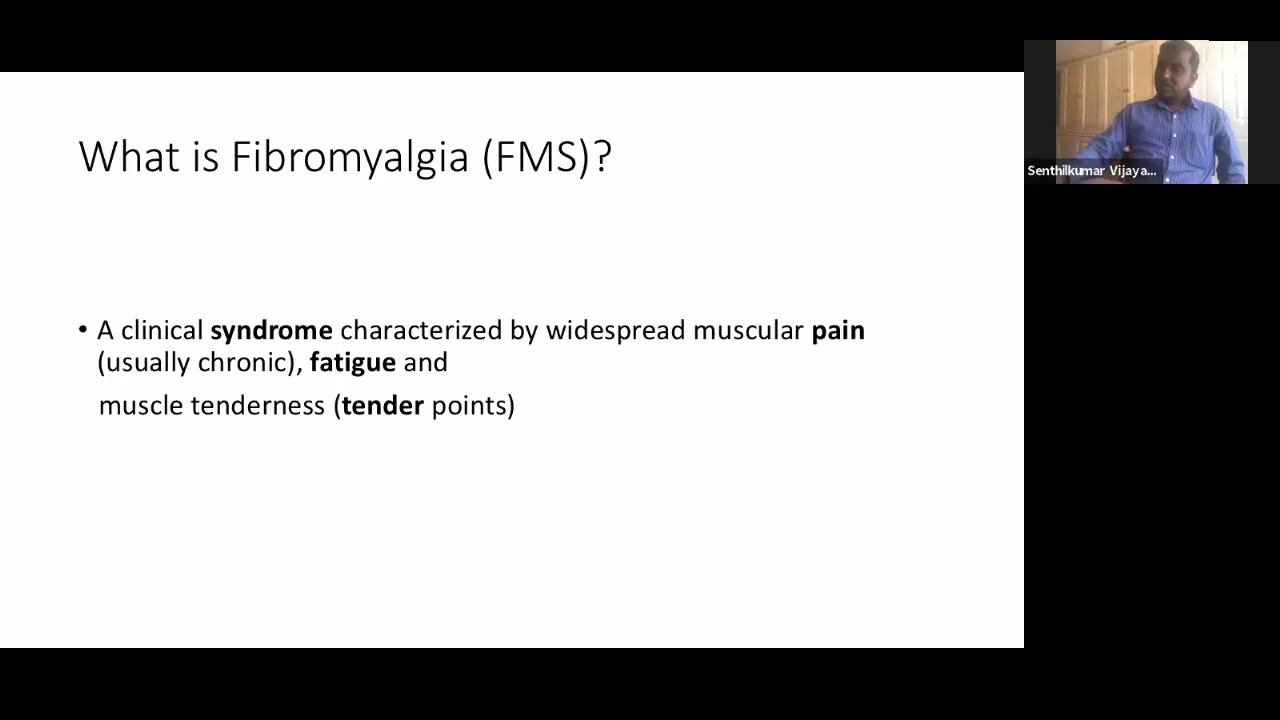 What is Fibromyalgia (FMS)?
• A clinical syndrome characterized by widespread muscular pain
(usually chronic), fatigue and
muscle tenderness (tender points)
Senthilkumar Vijaya...